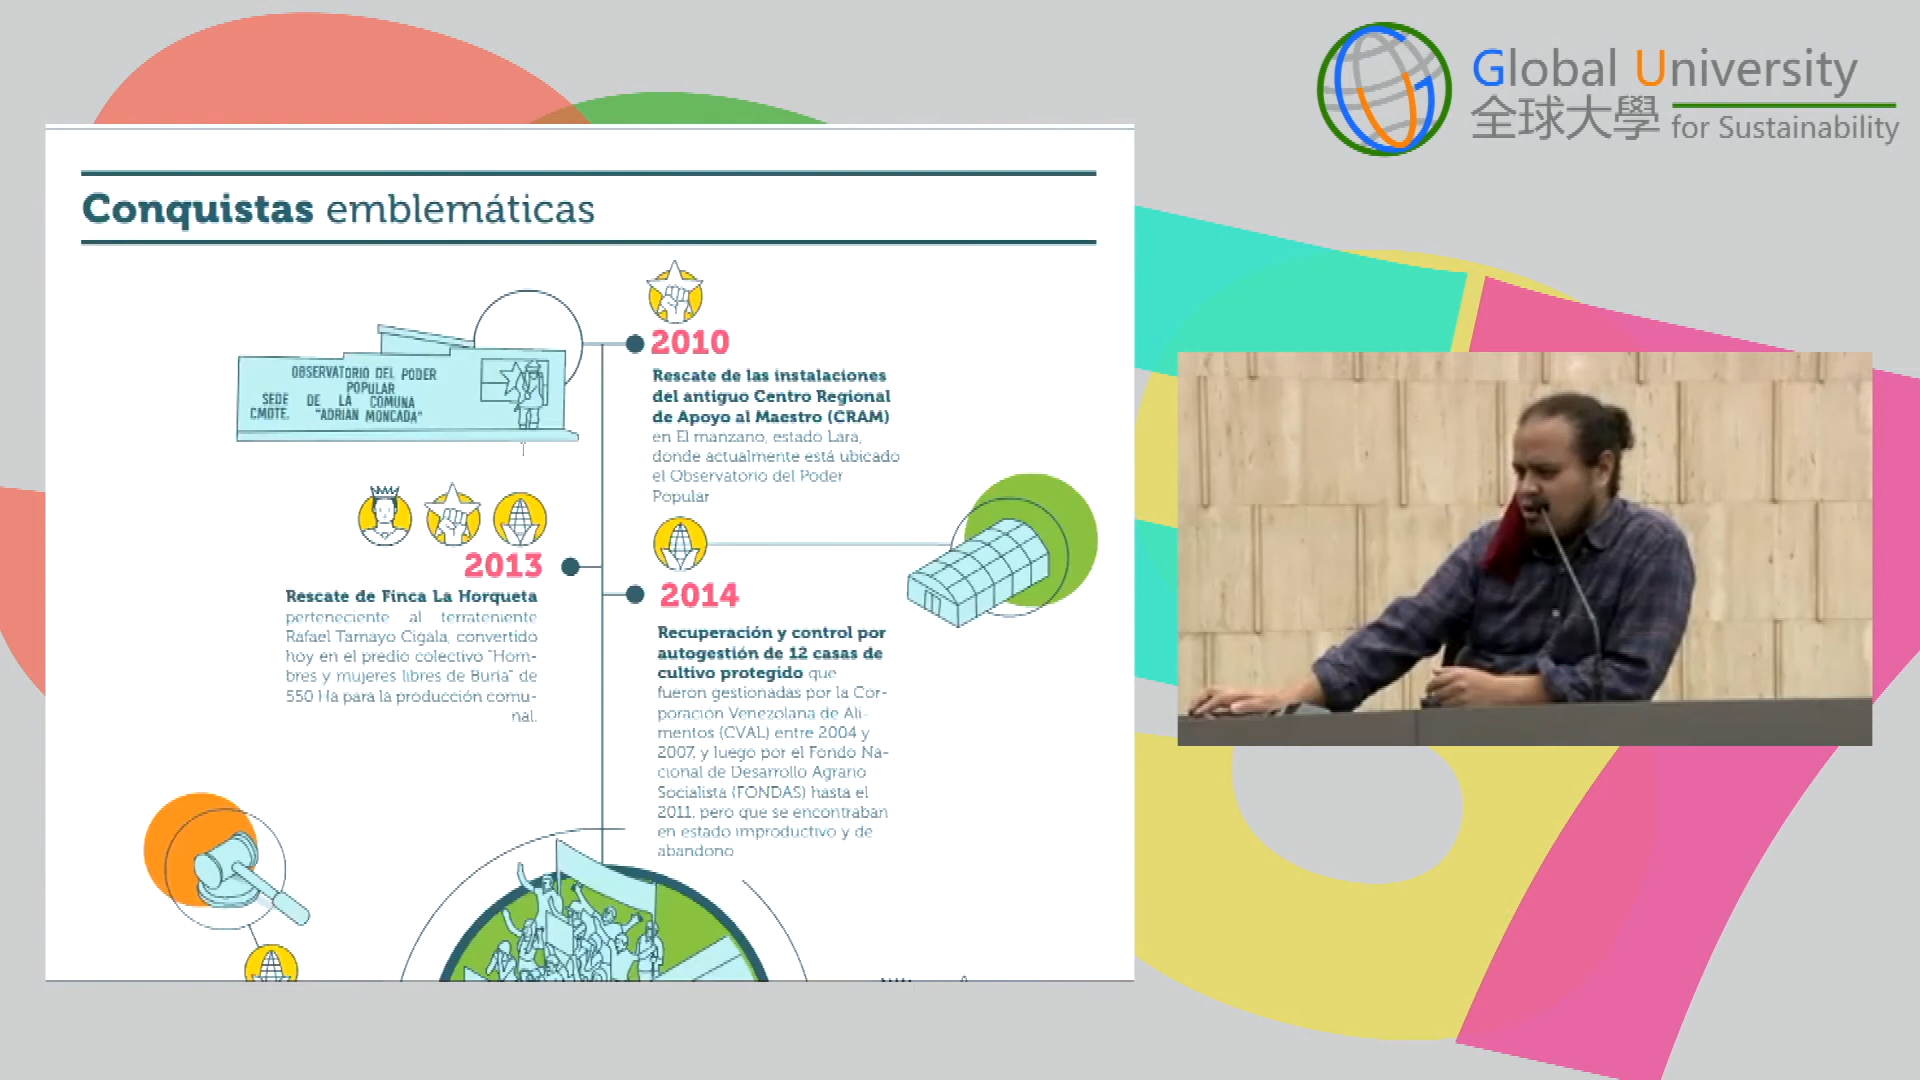 Global University
全球大學 for Sustainability
Conquistas emblemáticas
OBSERVATORIO DEL PODER
POPULAR
SEDE DE LA COMUNA
CMDTE. "ADRIAN MONCADA"
2010
Rescate de las instalaciones
del antiguo Centro Regional
de Apoyo al Maestro (CRAM)
en El manzano, estado Lara,
donde actualmente está ubicado
el Observatorio del Poder
Popular
2013
Rescate de Finca La Horqueta
perteneciente al terrateniente
Rafael Tamayo Cigala, convertido
hoy en el predio colectivo "Hom-
bres y mujeres libres de Buria" de
550 Ha para la producción comu-
nal.
2014
Recuperación y control por
autogestión de 12 casas de
cultivo protegido que
fueron gestionadas por la Cor-
poración Venezolana de Ali-
mentos (CVAL) entre 2004 y
2007, y luego por el Fondo Na-
cional de Desarrollo Agrario
Socialista (FONDAS) hasta el
2011, pero que se encontraban
en estado improductivo y de
abandono